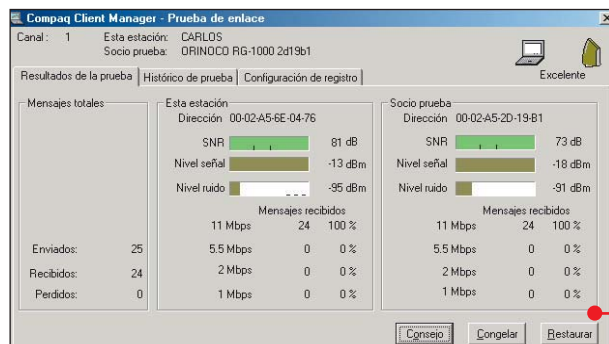 Compaq Client Manager - Prueba de enlace
Canal: 1 Esta estación: CARLOS
Socio prueba: ORINOCO RG-1000 2d19b1
Excelente
Resultados de la prueba Histórico de prueba Configuración de registro
Mensajes totales
Enviados: 25
Recibidos: 24
Perdidos: 0
Esta estación
Dirección 00-02-A5-6E-04-76
SNR 81 dB
Nivel señal -13 dBm
Nivel ruido -95 dBm
Mensajes recibidos
11 Mbps 24 100 %
5.5 Mbps 0 0 %
2 Mbps 0 0 %
1 Mbps 0 0 %
Socio prueba
Dirección 00-02-A5-2D-19-B1
SNR 73 dB
Nivel señal -18 dBm
Nivel ruido -91 dBm
Mensajes recibidos
11 Mbps 24 100 %
5.5 Mbps 0 0 %
2 Mbps 0 0 %
1 Mbps 0 0 %
Consejo Congelar Restaurar